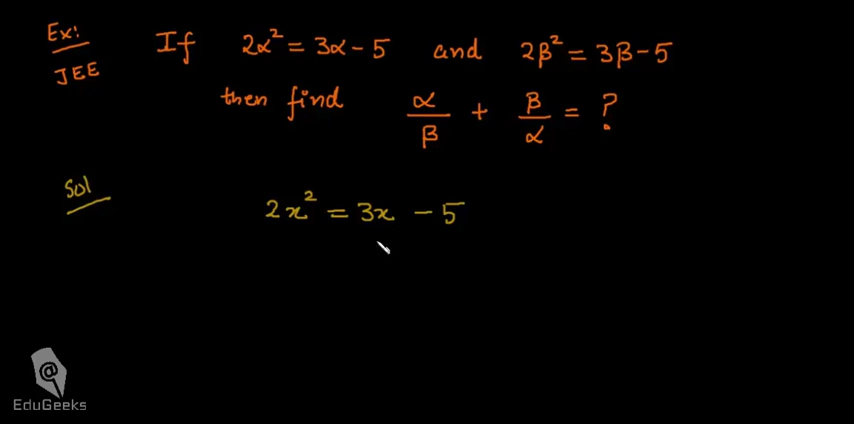 Ex: If 2α² = 3α - 5 and 2β² = 3β - 5
JEE
then find α/β + β/α = ?
Sol
2x² = 3x - 5
@
EduGeeks